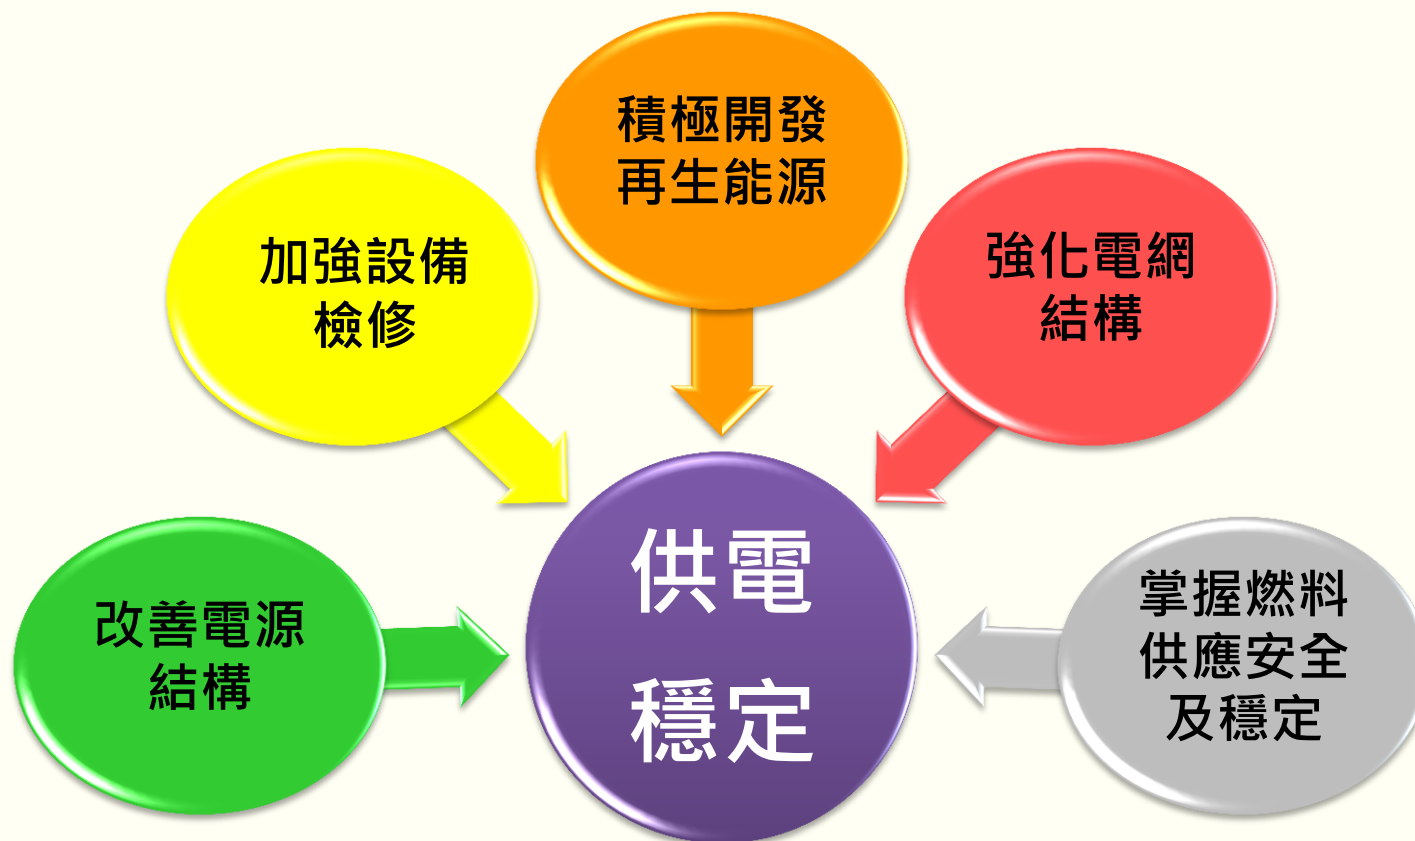 積極開發
再生能源
加強設備
檢修
強化電網
結構
改善電源
結構
供電
穩定
掌握燃料
供應安全
及穩定